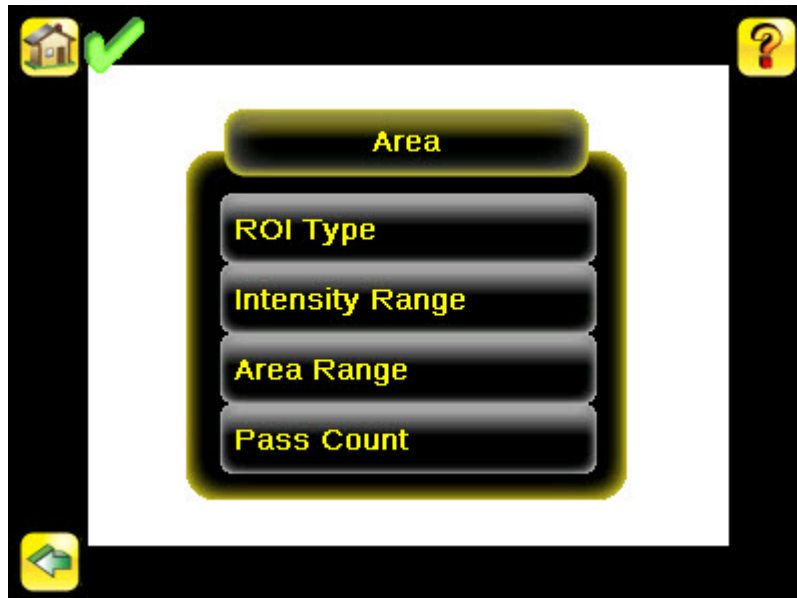 Area
ROI Type
Intensity Range
Area Range
Pass Count